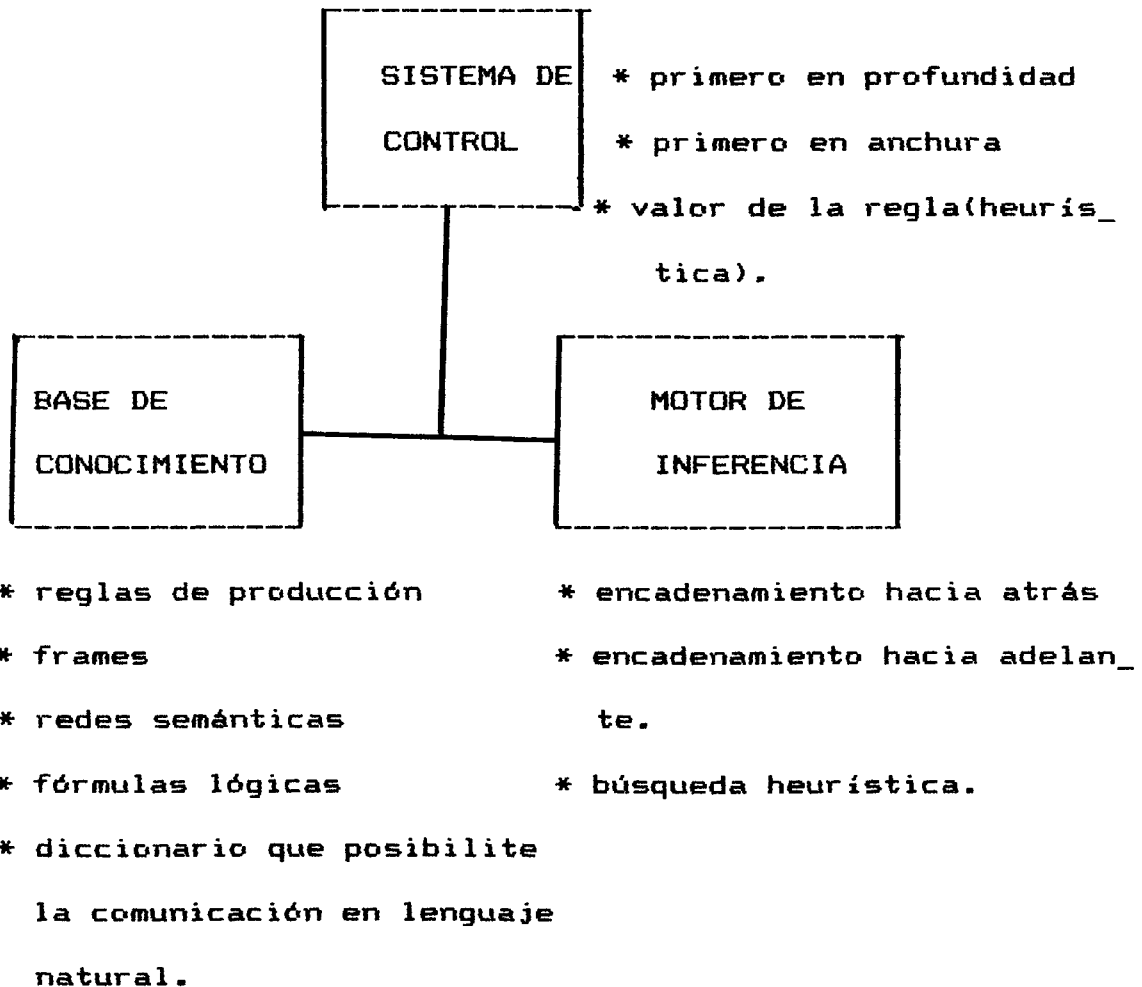 SISTEMA DE
CONTROL
* primero en profundidad
* primero en anchura
* valor de la regla(heurís_
tica).
BASE DE
CONOCIMIENTO
MOTOR DE
INFERENCIA
* reglas de producción
* frames
* redes semánticas
* fórmulas lógicas
* diccionario que posibilite
la comunicación en lenguaje
natural.
* encadenamiento hacia atrás
* encadenamiento hacia adelan_
te.
* búsqueda heurística.